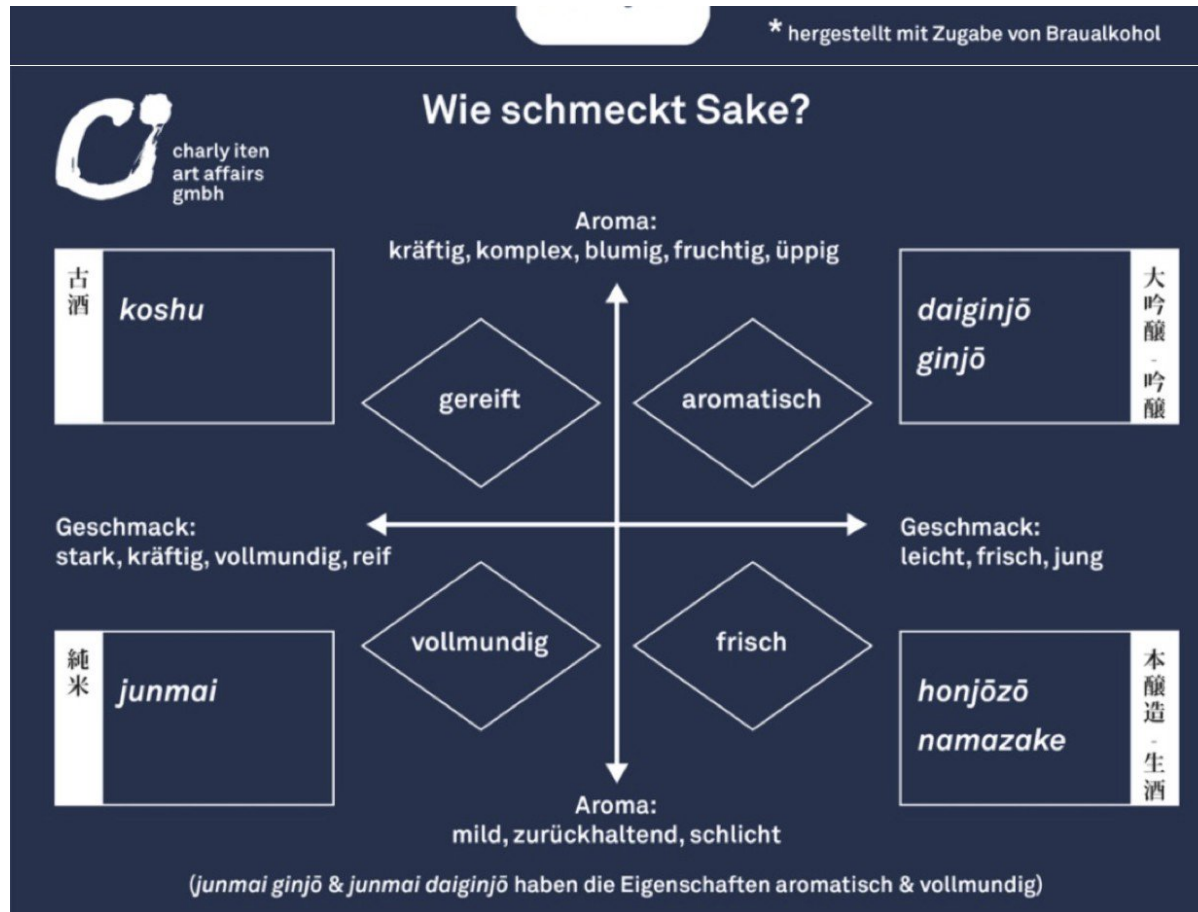 * hergestellt mit Zugabe von Braualkohol
Wie schmeckt Sake?
charly iten
art affairs
gmbh
Aroma:
kräftig, komplex, blumig, fruchtig, üppig
古酒
koshu
gereift
aromatisch
daiginjō
ginjō
大吟醸 - 吟醸
Geschmack:
stark, kräftig, vollmundig, reif
Geschmack:
leicht, frisch, jung
純米
junmai
vollmundig
frisch
honjōzō
namazake
本醸造 - 生酒
Aroma:
mild, zurückhaltend, schlicht
(junmai ginjō & junmai daiginjō haben die Eigenschaften aromatisch & vollmundig)